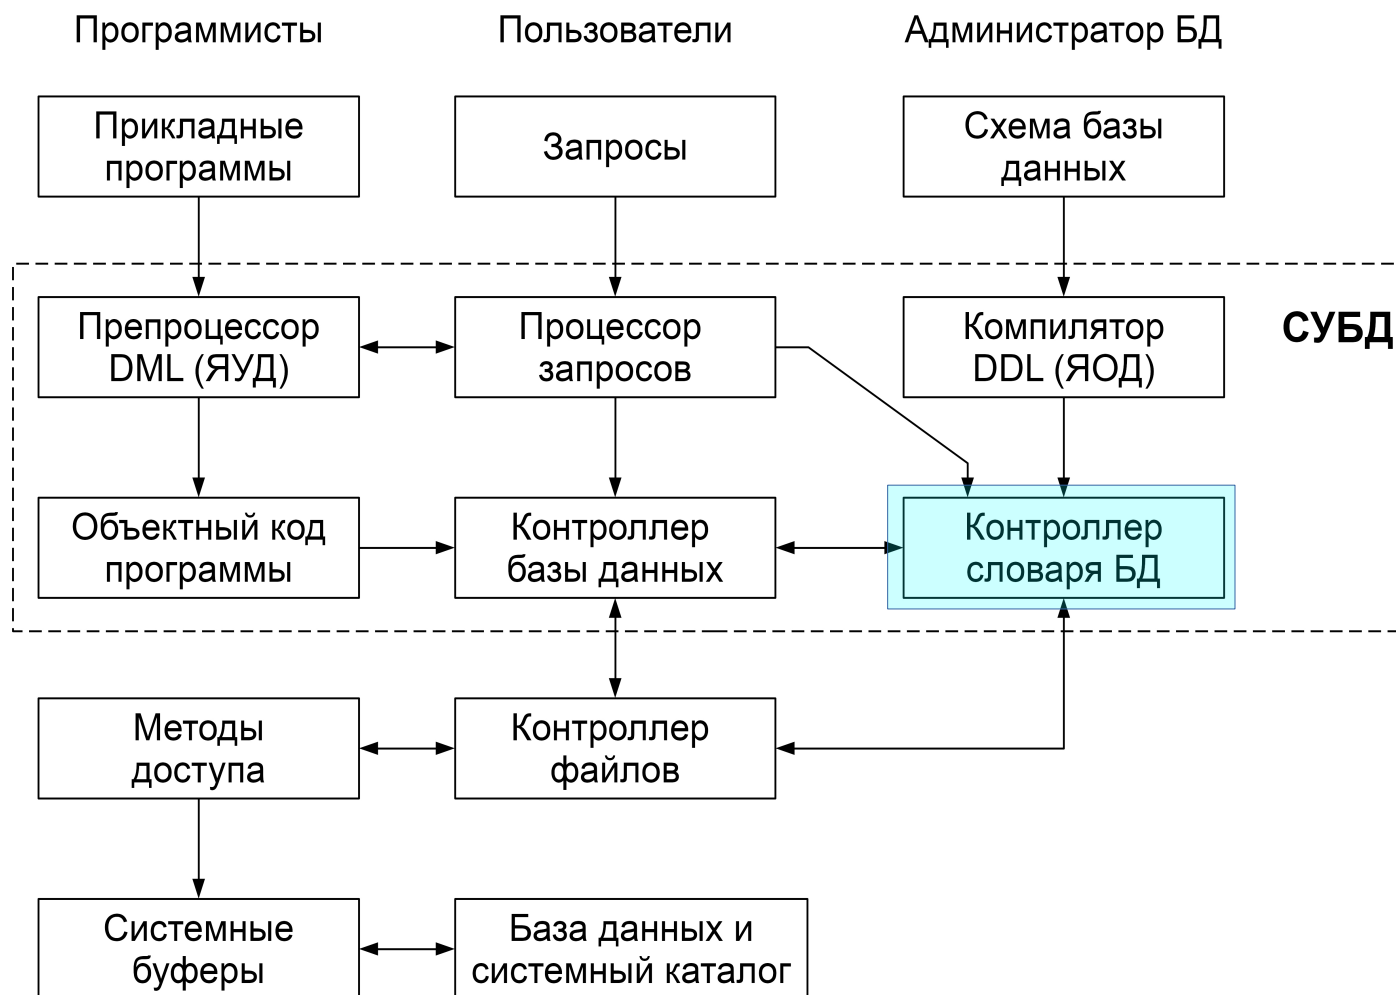 Программисты
Пользователи
Администратор БД
Прикладные
программы
Запросы
Схема базы
данных
Препроцессор
DML (ЯУД)
Процессор
запросов
Компилятор
DDL (ЯОД)
СУБД
Объектный код
программы
Контроллер
базы данных
Контроллер
словаря БД
Методы
доступа
Контроллер
файлов
Системные
буферы
База данных и
системный каталог